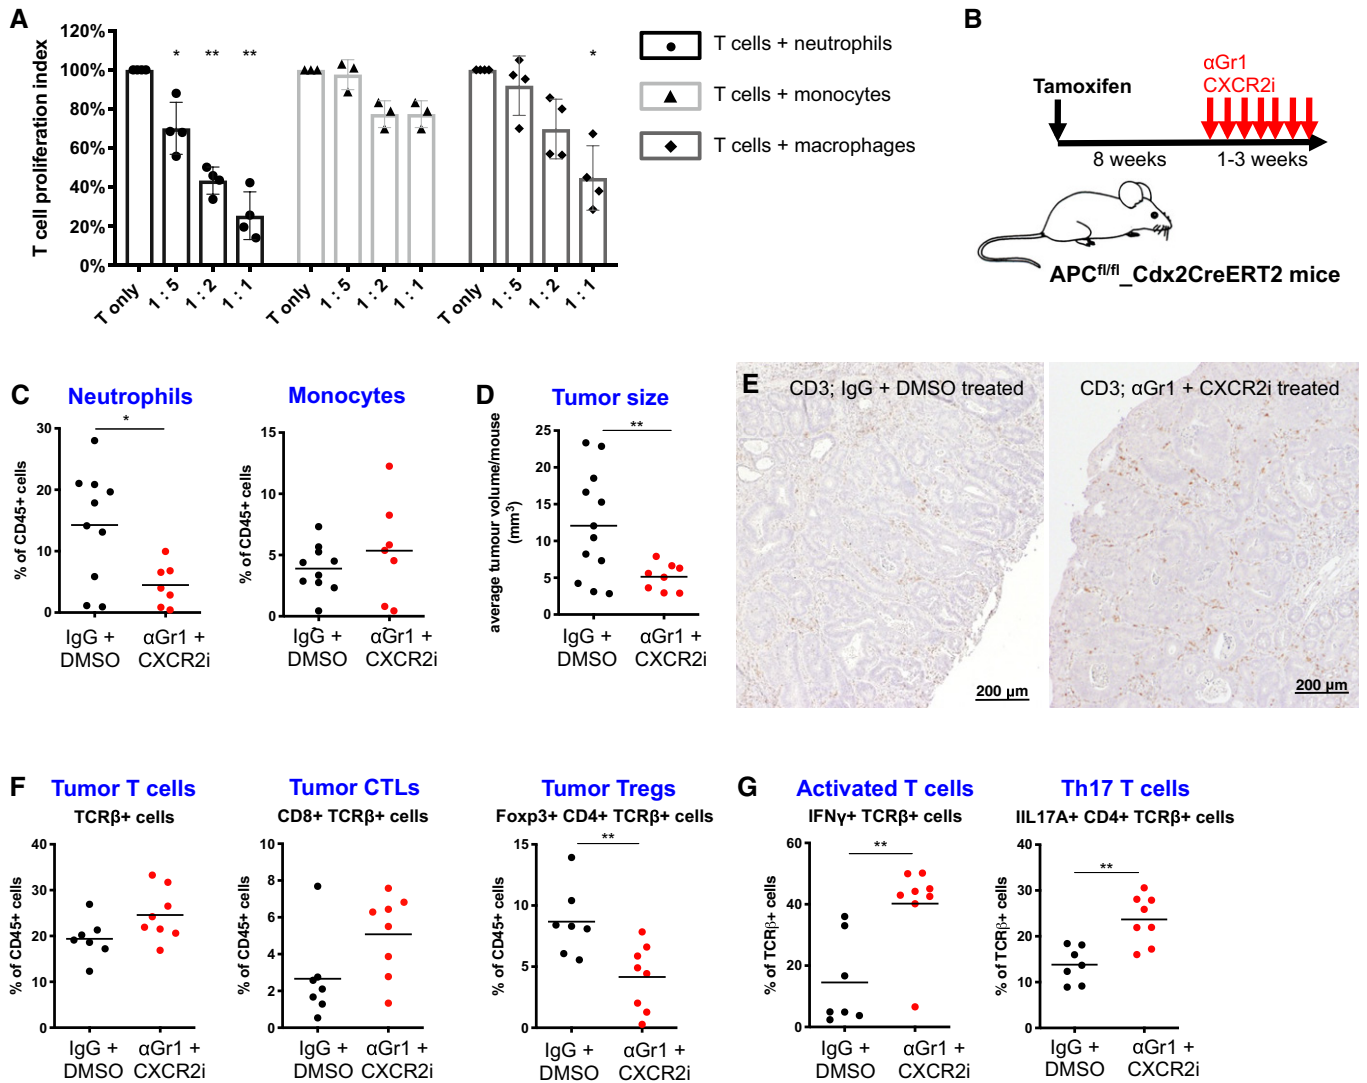 A
T cell proliferation index
120%
100%
80%
60%
40%
20%
0%
* ** **
*
T only 1 : 5 1 : 2 1 : 1
T only 1 : 5 1 : 2 1 : 1
T only 1 : 5 1 : 2 1 : 1
T cells + neutrophils
T cells + monocytes
T cells + macrophages
B
Tamoxifen
αGr1
CXCR2i
8 weeks
1-3 weeks
APCfl/fl_Cdx2CreERT2 mice
C
Neutrophils
% of CD45+ cells
30
20
10
0
*
IgG +
DMSO
αGr1 +
CXCR2i
Monocytes
% of CD45+ cells
15
10
5
0
IgG +
DMSO
αGr1 +
CXCR2i
D
Tumor size
average tumour volume/mouse
(mm3)
25
20
15
10
5
0
**
IgG +
DMSO
αGr1 +
CXCR2i
E
CD3; IgG + DMSO treated
200 µm
CD3; αGr1 + CXCR2i treated
200 µm
F
Tumor T cells
TCRβ+ cells
% of CD45+ cells
40
30
20
10
0
IgG +
DMSO
αGr1 +
CXCR2i
Tumor CTLs
CD8+ TCRβ+ cells
% of CD45+ cells
10
8
6
4
2
0
IgG +
DMSO
αGr1 +
CXCR2i
Tumor Tregs
Foxp3+ CD4+ TCRβ+ cells
% of CD45+ cells
15
10
5
0
**
IgG +
DMSO
αGr1 +
CXCR2i
G
Activated T cells
IFNγ+ TCRβ+ cells
% of TCRβ+ cells
60
40
20
0
**
IgG +
DMSO
αGr1 +
CXCR2i
Th17 T cells
IIL17A+ CD4+ TCRβ+ cells
% of TCRβ+ cells
40
30
20
10
0
**
IgG +
DMSO
αGr1 +
CXCR2i